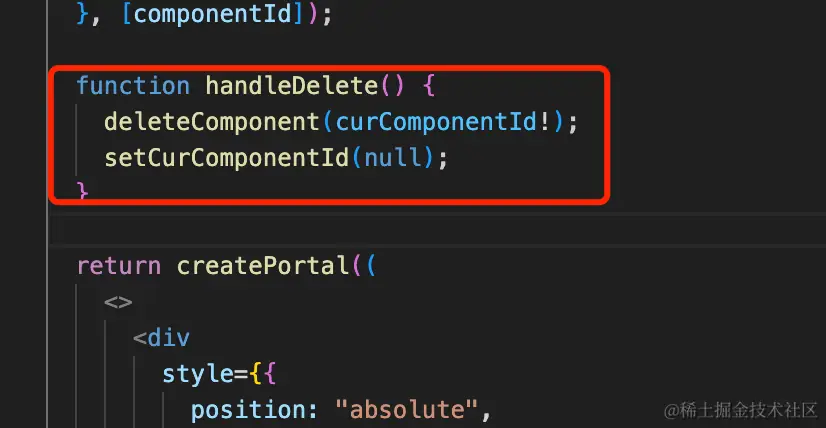 }, [componentId]);
function handleDelete() {
deleteComponent(curComponentId!);
setCurComponentId(null);
}
return createPortal((
<>
<div
style={{
position: "absolute",
@稀土掘金技术社区